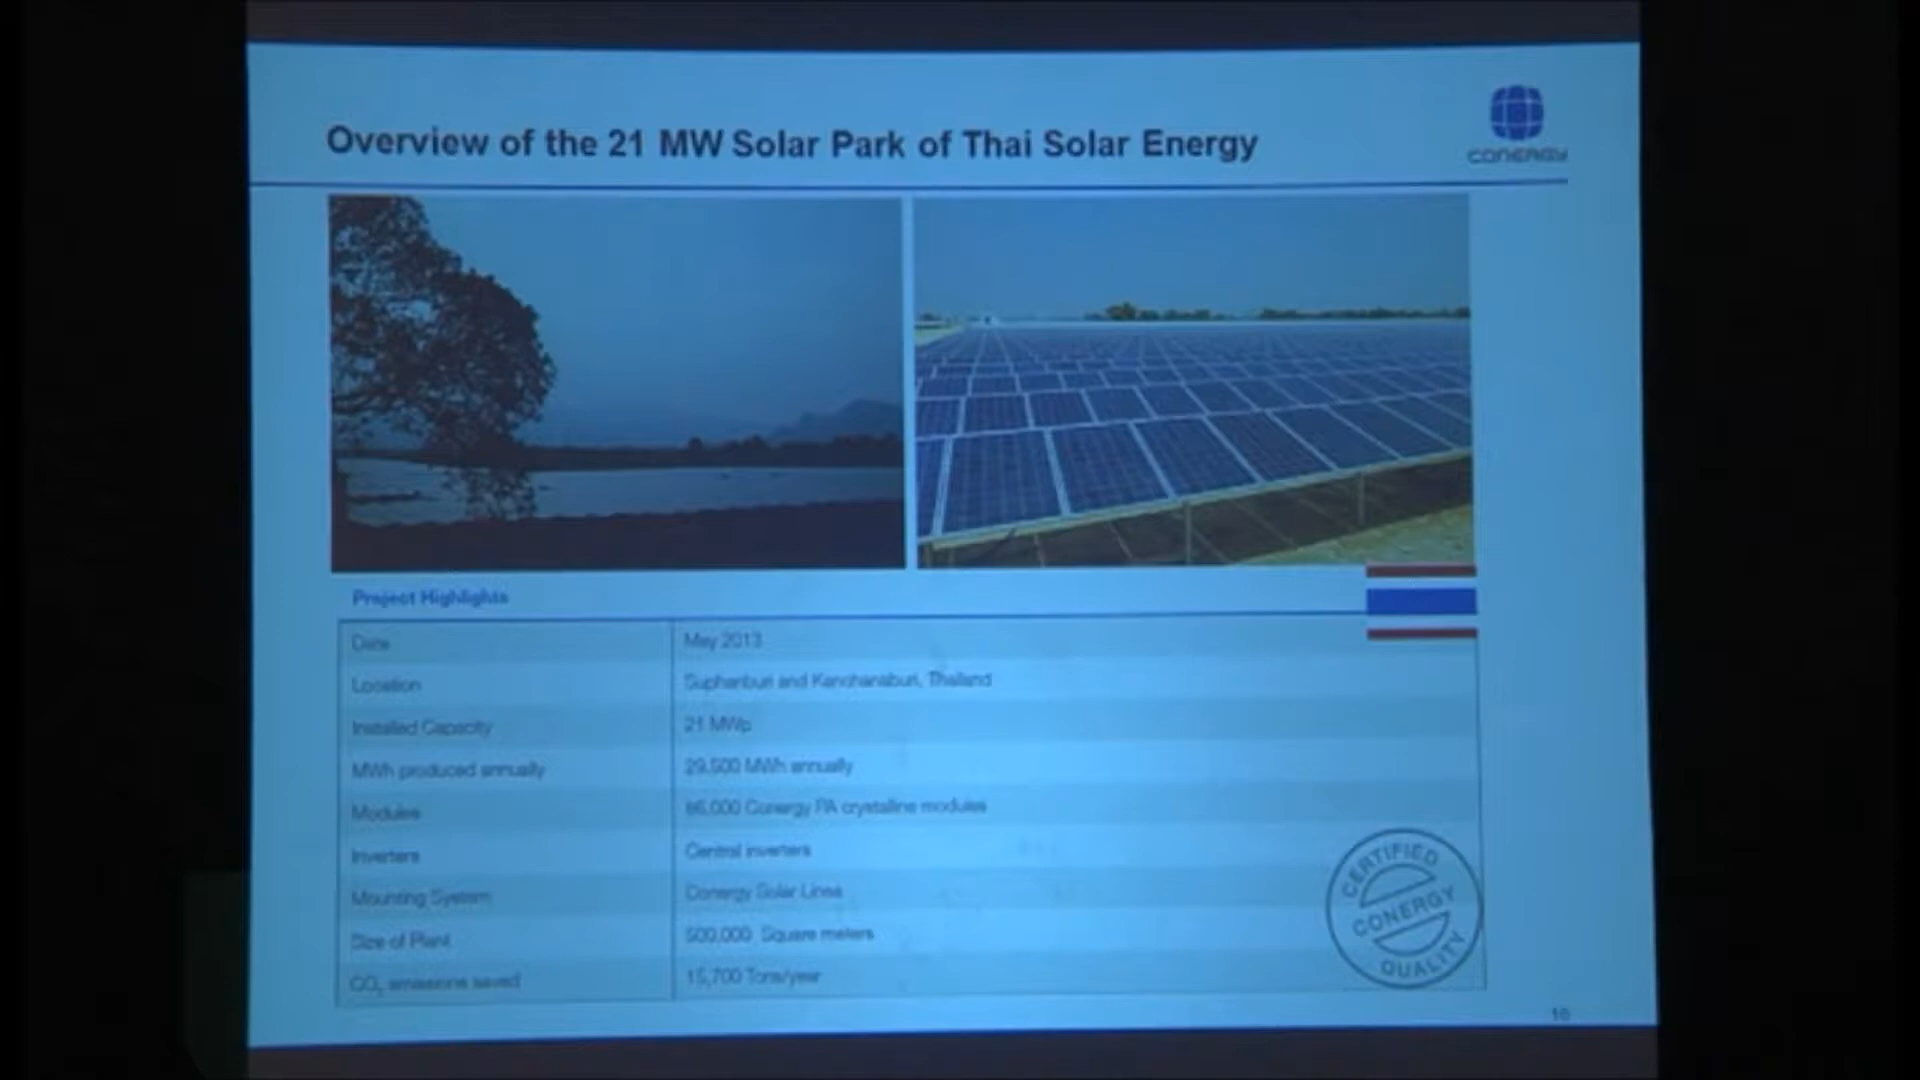 Overview of the 21 MW Solar Park of Thai Solar Energy
CONERGY
Project Highlights
Date May 2013
Location Suphanburi and Kanchanaburi, Thailand
Installed Capacity 21 MWp
MWh produced annually 29,500 MWh annually
Modules 86,000 Conergy PA crystalline modules
Inverters Central inverters
Mounting System Conergy Solar Linea
Size of Plant 500,000 Square meters
CO₂ emissions saved 15,700 Tons/year
CERTIFIED
CONERGY
QUALITY